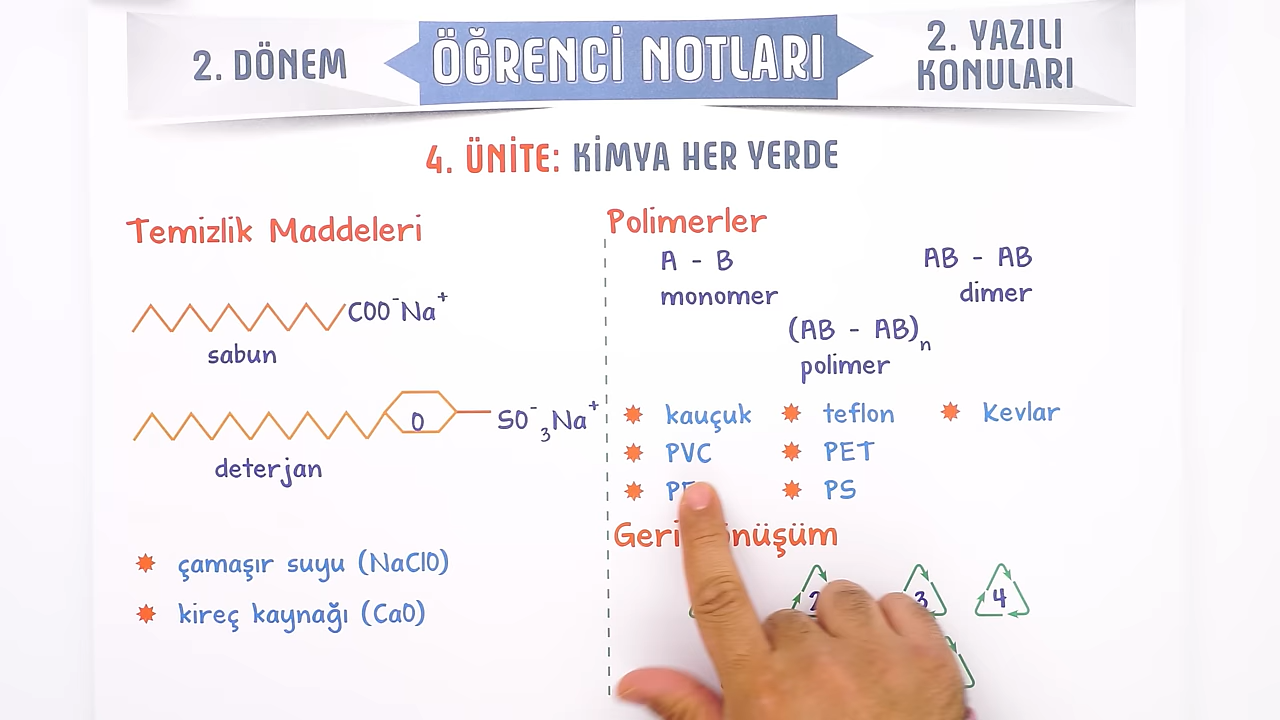 2. DÖNEM
ÖĞRENCİ NOTLARI
2. YAZILI
KONULARI
4. ÜNİTE: KİMYA HER YERDE
Temizlik Maddeleri
COO⁻Na⁺
sabun
O
SO⁻₃Na⁺
deterjan
çamaşır suyu (NaClO)
kireç kaynağı (CaO)
Polimerler
A - B
monomer
AB - AB
dimer
(AB - AB)n
polimer
kauçuk
teflon
Kevlar
PVC
PET
PS
2
3
4